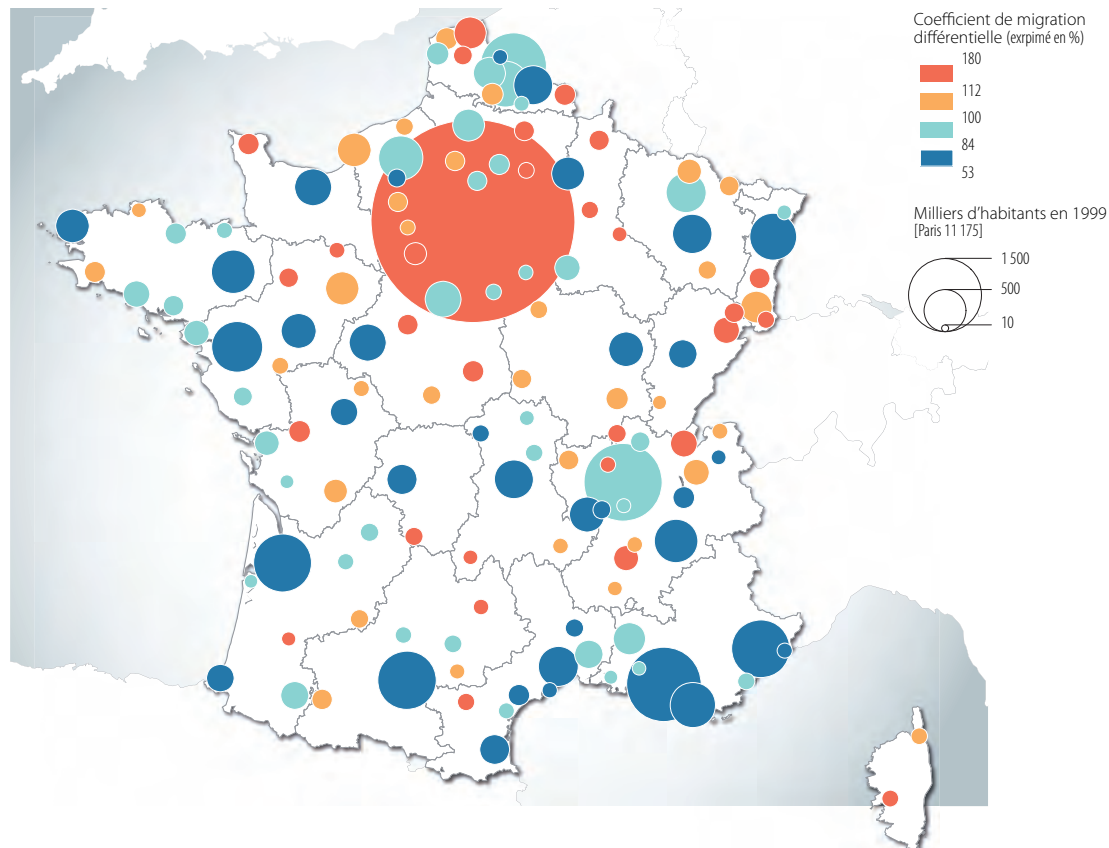 Coefficient de migration
différentielle (exrpimé en %)
180
112
100
84
53
Milliers d'habitants en 1999
[Paris 11 175]
1 500
500
10